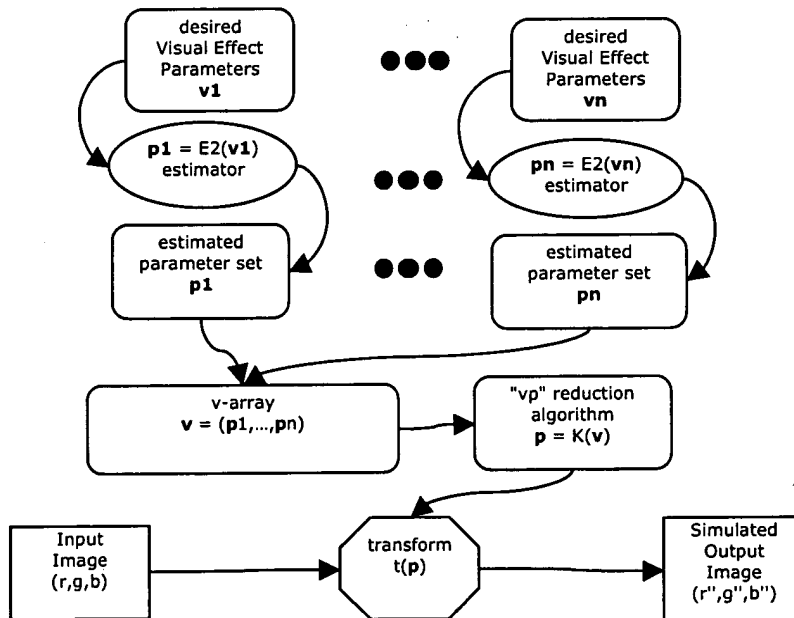 desired
Visual Effect
Parameters
v1
desired
Visual Effect
Parameters
vn
p1 = E2(v1)
estimator
pn = E2(vn)
estimator
estimated
parameter set
p1
estimated
parameter set
pn
v-array
v = (p1,...,pn)
"vp" reduction
algorithm
p = K(v)
Input
Image
(r,g,b)
transform
t(p)
Simulated
Output
Image
(r",g",b")